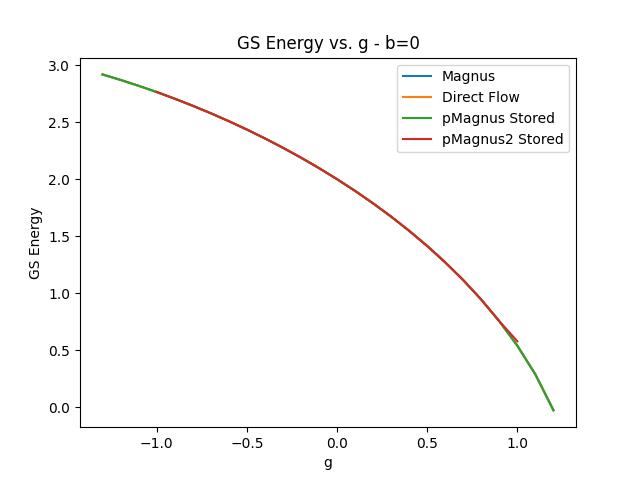 GS Energy vs. g - b=0
Magnus
Direct Flow
pMagnus Stored
pMagnus2 Stored
GS Energy
3.0
2.5
2.0
1.5
1.0
0.5
0.0
−1.0
−0.5
0.0
0.5
1.0
g